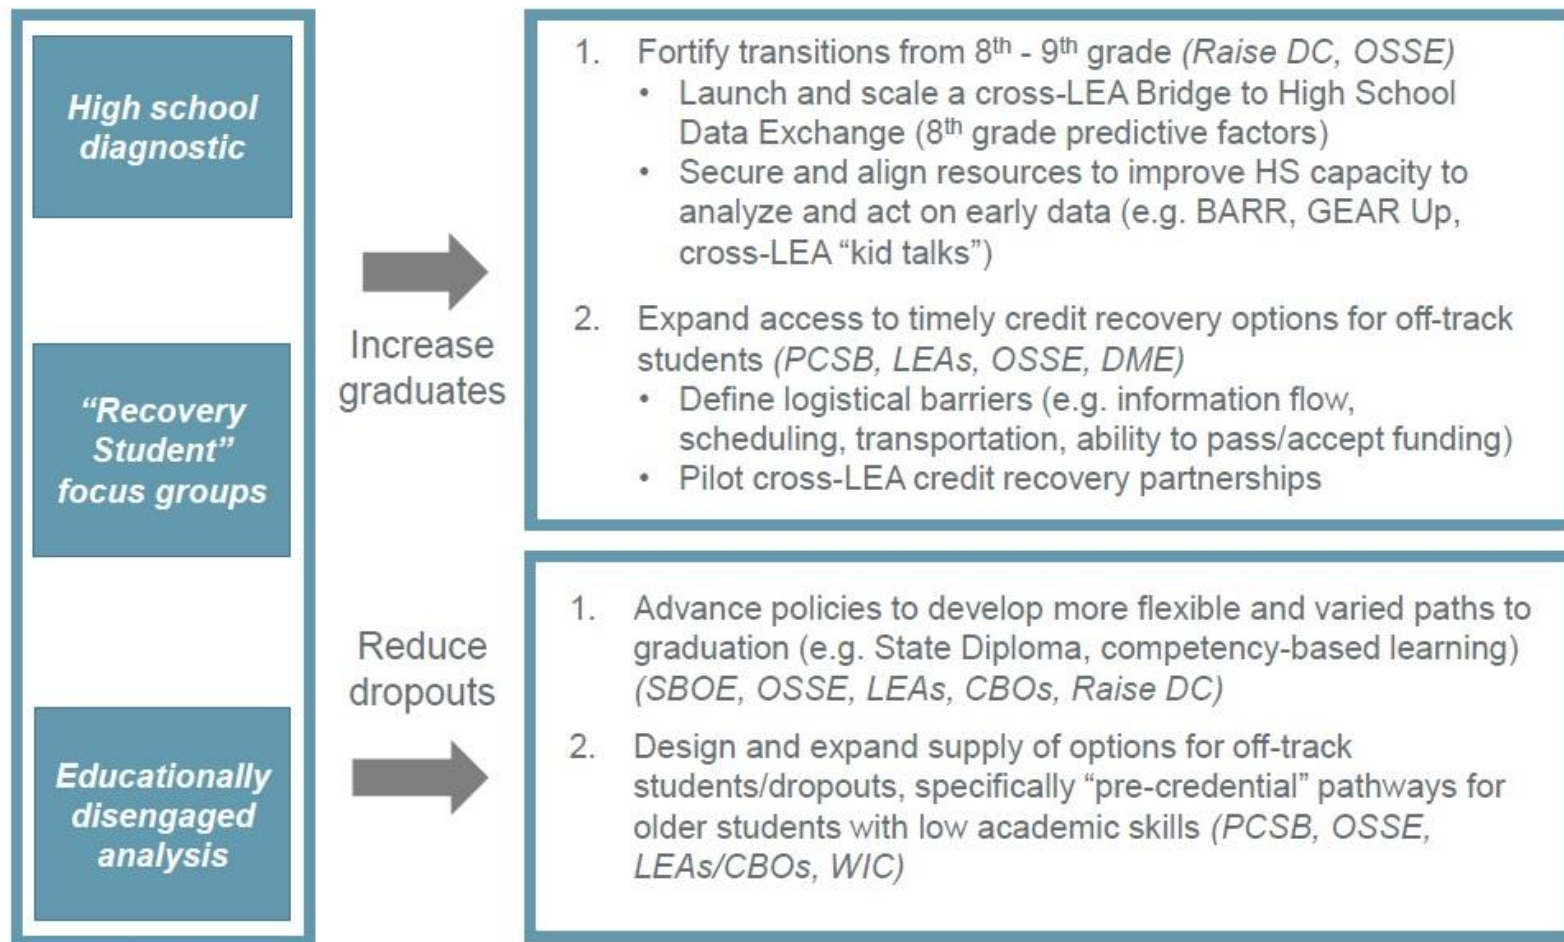 High school
diagnostic
"Recovery
Student"
focus groups
Educationally
disengaged
analysis
Increase
graduates
Reduce
dropouts
1. Fortify transitions from 8th - 9th grade (Raise DC, OSSE)
• Launch and scale a cross-LEA Bridge to High School
Data Exchange (8th grade predictive factors)
• Secure and align resources to improve HS capacity to
analyze and act on early data (e.g. BARR, GEAR Up,
cross-LEA “kid talks”)
2. Expand access to timely credit recovery options for off-track
students (PCSB, LEAs, OSSE, DME)
• Define logistical barriers (e.g. information flow,
scheduling, transportation, ability to pass/accept funding)
• Pilot cross-LEA credit recovery partnerships
1. Advance policies to develop more flexible and varied paths to
graduation (e.g. State Diploma, competency-based learning)
(SBOE, OSSE, LEAs, CBOs, Raise DC)
2. Design and expand supply of options for off-track
students/dropouts, specifically “pre-credential” pathways for
older students with low academic skills (PCSB, OSSE,
LEAs/CBOs, WIC)